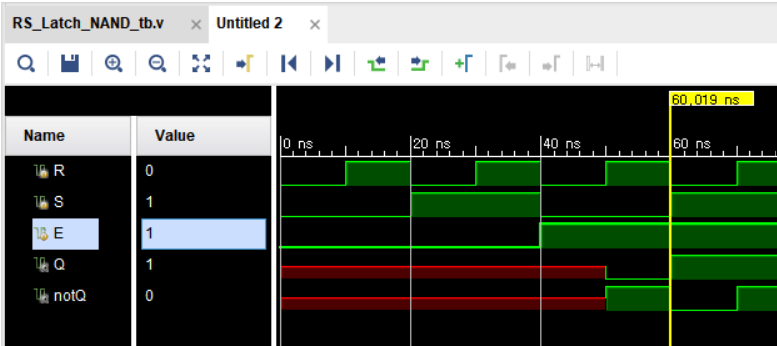 RS_Latch_NAND_tb.v × Untitled 2 ×
60,019 ns
Name Value 0 ns 20 ns 40 ns 60 ns
R 0
S 1
E 1
Q 1
notQ 0